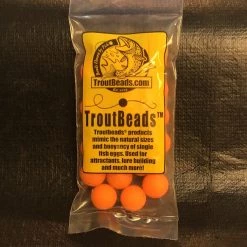 TroutBeads.com
TroutBeads™
Troutbeads® products
mimic the natural sizes
and buoyancy of single
fish eggs. Used for
attractants, lure building
and much more!